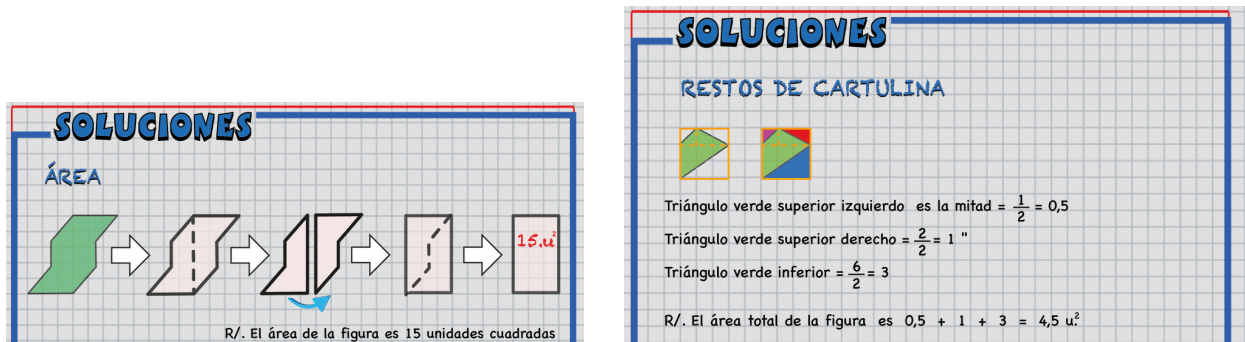 SOLUCIONES
ÁREA
15.u²
R/. El área de la figura es 15 unidades cuadradas
SOLUCIONES
RESTOS DE CARTULINA
Triángulo verde superior izquierdo es la mitad = 1/2 = 0,5
Triángulo verde superior derecho = 2/2 = 1 "
Triángulo verde inferior = 6/2 = 3
R/. El área total de la figura es 0,5 + 1 + 3 = 4,5 u.²